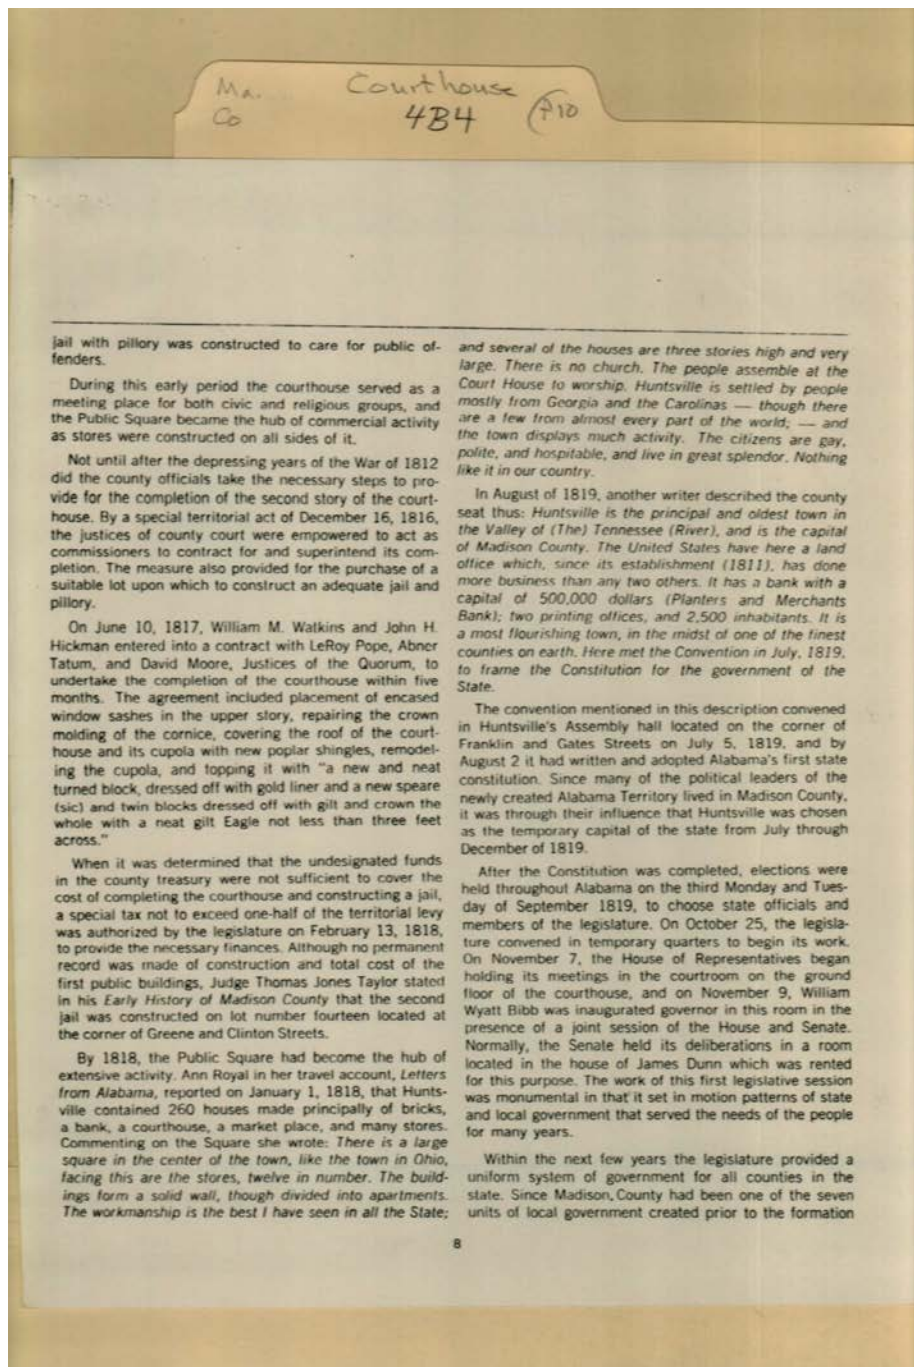 Ma. Courthouse
Co 4B4 P10
jail with pillory was constructed to care for public of-
fenders.
During this early period the courthouse served as a
meeting place for both civic and religious groups, and
the Public Square became the hub of commercial activity
as stores were constructed on all sides of it.
Not until after the depressing years of the War of 1812
did the county officials take the necessary steps to pro-
vide for the completion of the second story of the court-
house. By a special territorial act of December 16, 1816,
the justices of county court were empowered to act as
commissioners to contract for and superintend its com-
pletion. The measure also provided for the purchase of a
suitable lot upon which to construct an adequate jail and
pillory.
On June 10, 1817, William M. Watkins and John H.
Hickman entered into a contract with LeRoy Pope, Abner
Tatum, and David Moore, Justices of the Quorum, to
undertake the completion of the courthouse within five
months. The agreement included placement of encased
window sashes in the upper story, repairing the crown
molding of the cornice, covering the roof of the court-
house and its cupola with new poplar shingles, remodel-
ing the cupola, and topping it with "a new and neat
turned block, dressed off with gold liner and a new speare
(sic) and twin blocks dressed off with gilt and crown the
whole with a neat gilt Eagle not less than three feet
across."
When it was determined that the undesignated funds
in the county treasury were not sufficient to cover the
cost of completing the courthouse and constructing a jail,
a special tax not to exceed one-half of the territorial levy
was authorized by the legislature on February 13, 1818,
to provide the necessary finances. Although no permanent
record was made of construction and total cost of the
first public buildings, Judge Thomas Jones Taylor stated
in his Early History of Madison County that the second
jail was constructed on lot number fourteen located at
the corner of Greene and Clinton Streets.
By 1818, the Public Square had become the hub of
extensive activity. Ann Royal in her travel account, Letters
from Alabama, reported on January 1, 1818, that Hunts-
ville contained 260 houses made principally of bricks,
a bank, a courthouse, a market place, and many stores.
Commenting on the Square she wrote: There is a large
square in the center of the town, like the town in Ohio,
facing this are the stores, twelve in number. The build-
ings form a solid wall, though divided into apartments.
The workmanship is the best I have seen in all the State;
and several of the houses are three stories high and very
large. There is no church. The people assemble at the
Court House to worship. Huntsville is settled by people
mostly from Georgia and the Carolinas — though there
are a few from almost every part of the world; — and
the town displays much activity. The citizens are gay,
polite, and hospitable, and live in great splendor. Nothing
like it in our country.
In August of 1819, another writer described the county
seat thus: Huntsville is the principal and oldest town in
the Valley of (The) Tennessee (River), and is the capital
of Madison County. The United States have here a land
office which, since its establishment (1811), has done
more business than any two others. It has a bank with a
capital of 500,000 dollars (Planters and Merchants
Bank); two printing offices, and 2,500 inhabitants. It is
a most flourishing town, in the midst of one of the finest
counties on earth. Here met the Convention in July, 1819,
to frame the Constitution for the government of the
State.
The convention mentioned in this description convened
in Huntsville's Assembly hall located on the corner of
Franklin and Gates Streets on July 5, 1819, and by
August 2 it had written and adopted Alabama's first state
constitution. Since many of the political leaders of the
newly created Alabama Territory lived in Madison County,
it was through their influence that Huntsville was chosen
as the temporary capital of the state from July through
December of 1819.
After the Constitution was completed, elections were
held throughout Alabama on the third Monday and Tues-
day of September 1819, to choose state officials and
members of the legislature. On October 25, the legisla-
ture convened in temporary quarters to begin its work.
On November 7, the House of Representatives began
holding its meetings in the courtroom on the ground
floor of the courthouse, and on November 9, William
Wyatt Bibb was inaugurated governor in this room in the
presence of a joint session of the House and Senate.
Normally, the Senate held its deliberations in a room
located in the house of James Dunn which was rented
for this purpose. The work of this first legislative session
was monumental in that it set in motion patterns of state
and local government that served the needs of the people
for many years.
Within the next few years the legislature provided a
uniform system of government for all counties in the
state. Since Madison County had been one of the seven
units of local government created prior to the formation
8